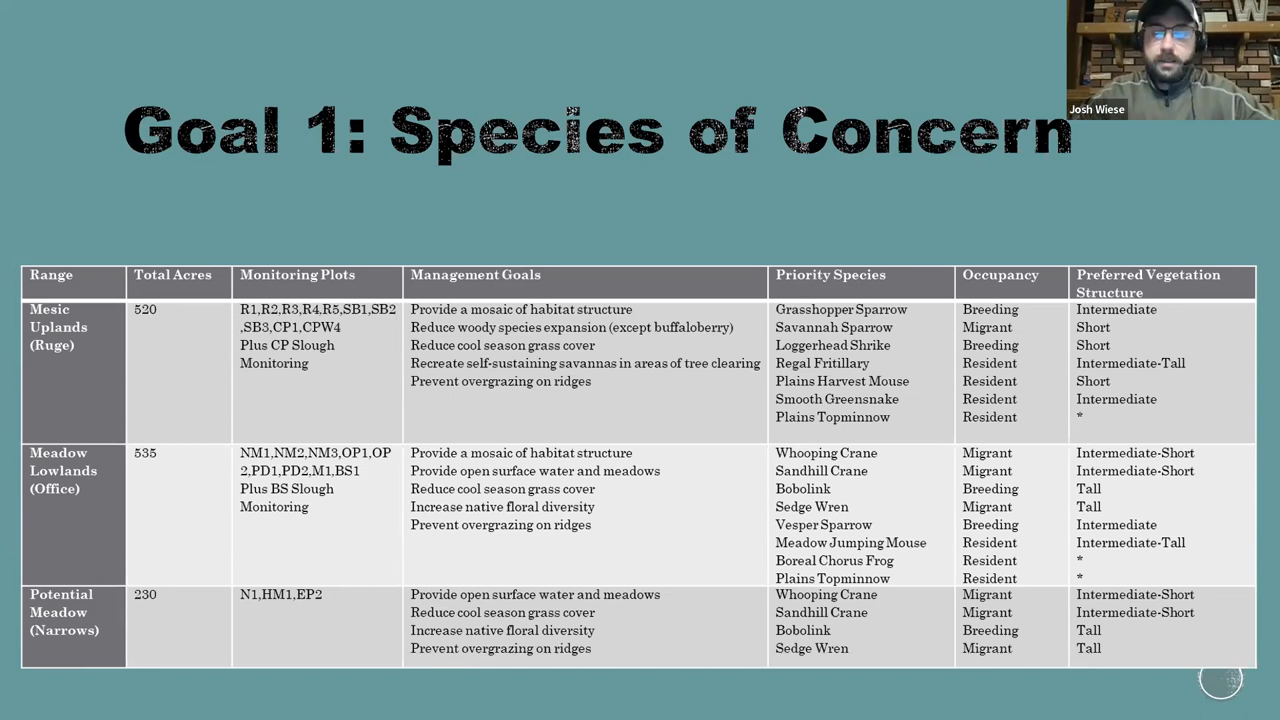 Josh Wiese
Goal 1: Species of Concern
Range Total Acres Monitoring Plots Management Goals Priority Species Occupancy Preferred Vegetation Structure
Mesic Uplands (Ruge)
520
R1,R2,R3,R4,R5,SB1,SB2
,SB3,CP1,CPW4
Plus CP Slough
Monitoring
Provide a mosaic of habitat structure
Reduce woody species expansion (except buffaloberry)
Reduce cool season grass cover
Recreate self-sustaining savannas in areas of tree clearing
Prevent overgrazing on ridges
Grasshopper Sparrow Breeding Intermediate
Savannah Sparrow Migrant Short
Loggerhead Shrike Breeding Short
Regal Fritillary Resident Intermediate-Tall
Plains Harvest Mouse Resident Short
Smooth Greensnake Resident Intermediate
Plains Topminnow Resident *
Meadow Lowlands (Office)
535
NM1,NM2,NM3,OP1,OP
2,PD1,PD2,M1,BS1
Plus BS Slough
Monitoring
Provide a mosaic of habitat structure
Provide open surface water and meadows
Reduce cool season grass cover
Increase native floral diversity
Prevent overgrazing on ridges
Whooping Crane Migrant Intermediate-Short
Sandhill Crane Migrant Intermediate-Short
Bobolink Breeding Tall
Sedge Wren Migrant Tall
Vesper Sparrow Breeding Intermediate
Meadow Jumping Mouse Resident Intermediate-Tall
Boreal Chorus Frog Resident *
Plains Topminnow Resident *
Potential Meadow (Narrows)
230
N1,HM1,EP2
Provide open surface water and meadows
Reduce cool season grass cover
Increase native floral diversity
Prevent overgrazing on ridges
Whooping Crane Migrant Intermediate-Short
Sandhill Crane Migrant Intermediate-Short
Bobolink Breeding Tall
Sedge Wren Migrant Tall